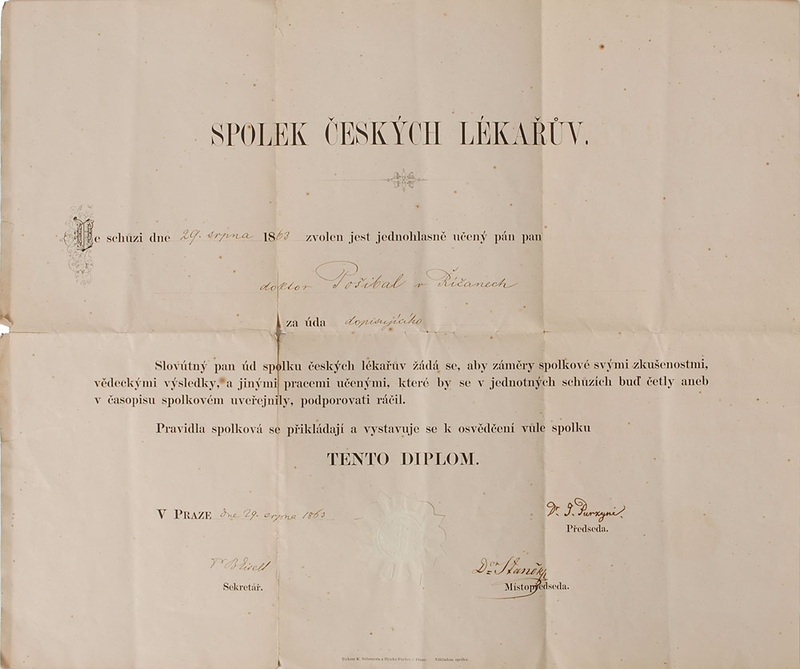 SPOLEK ČESKÝCH LÉKAŘŮV.
Ve schůzi dne 29. srpna 1863 zvolen jest jednohlasně učený pán pan
doktor Pošibal v Říčanech
za úda dopisujícího
Slovútný pan úd spolku českých lékařův žádá se, aby záměry spolkové svými zkušenostmi,
vědeckými výsledky, a jinými pracemi učenými, které by se v jednotných schůzích buď četly aneb
v časopisu spolkovém uveřejnily, podporovati ráčil.
Pravidla spolková se přikládají a vystavuje se k osvědčení vůle spolku
TENTO DIPLOM.
V PRAZE dne 29. srpna 1863
Dr. J. Purkyně.
Předseda.
Dr. Staněk
Sekretář.
Místopředseda.